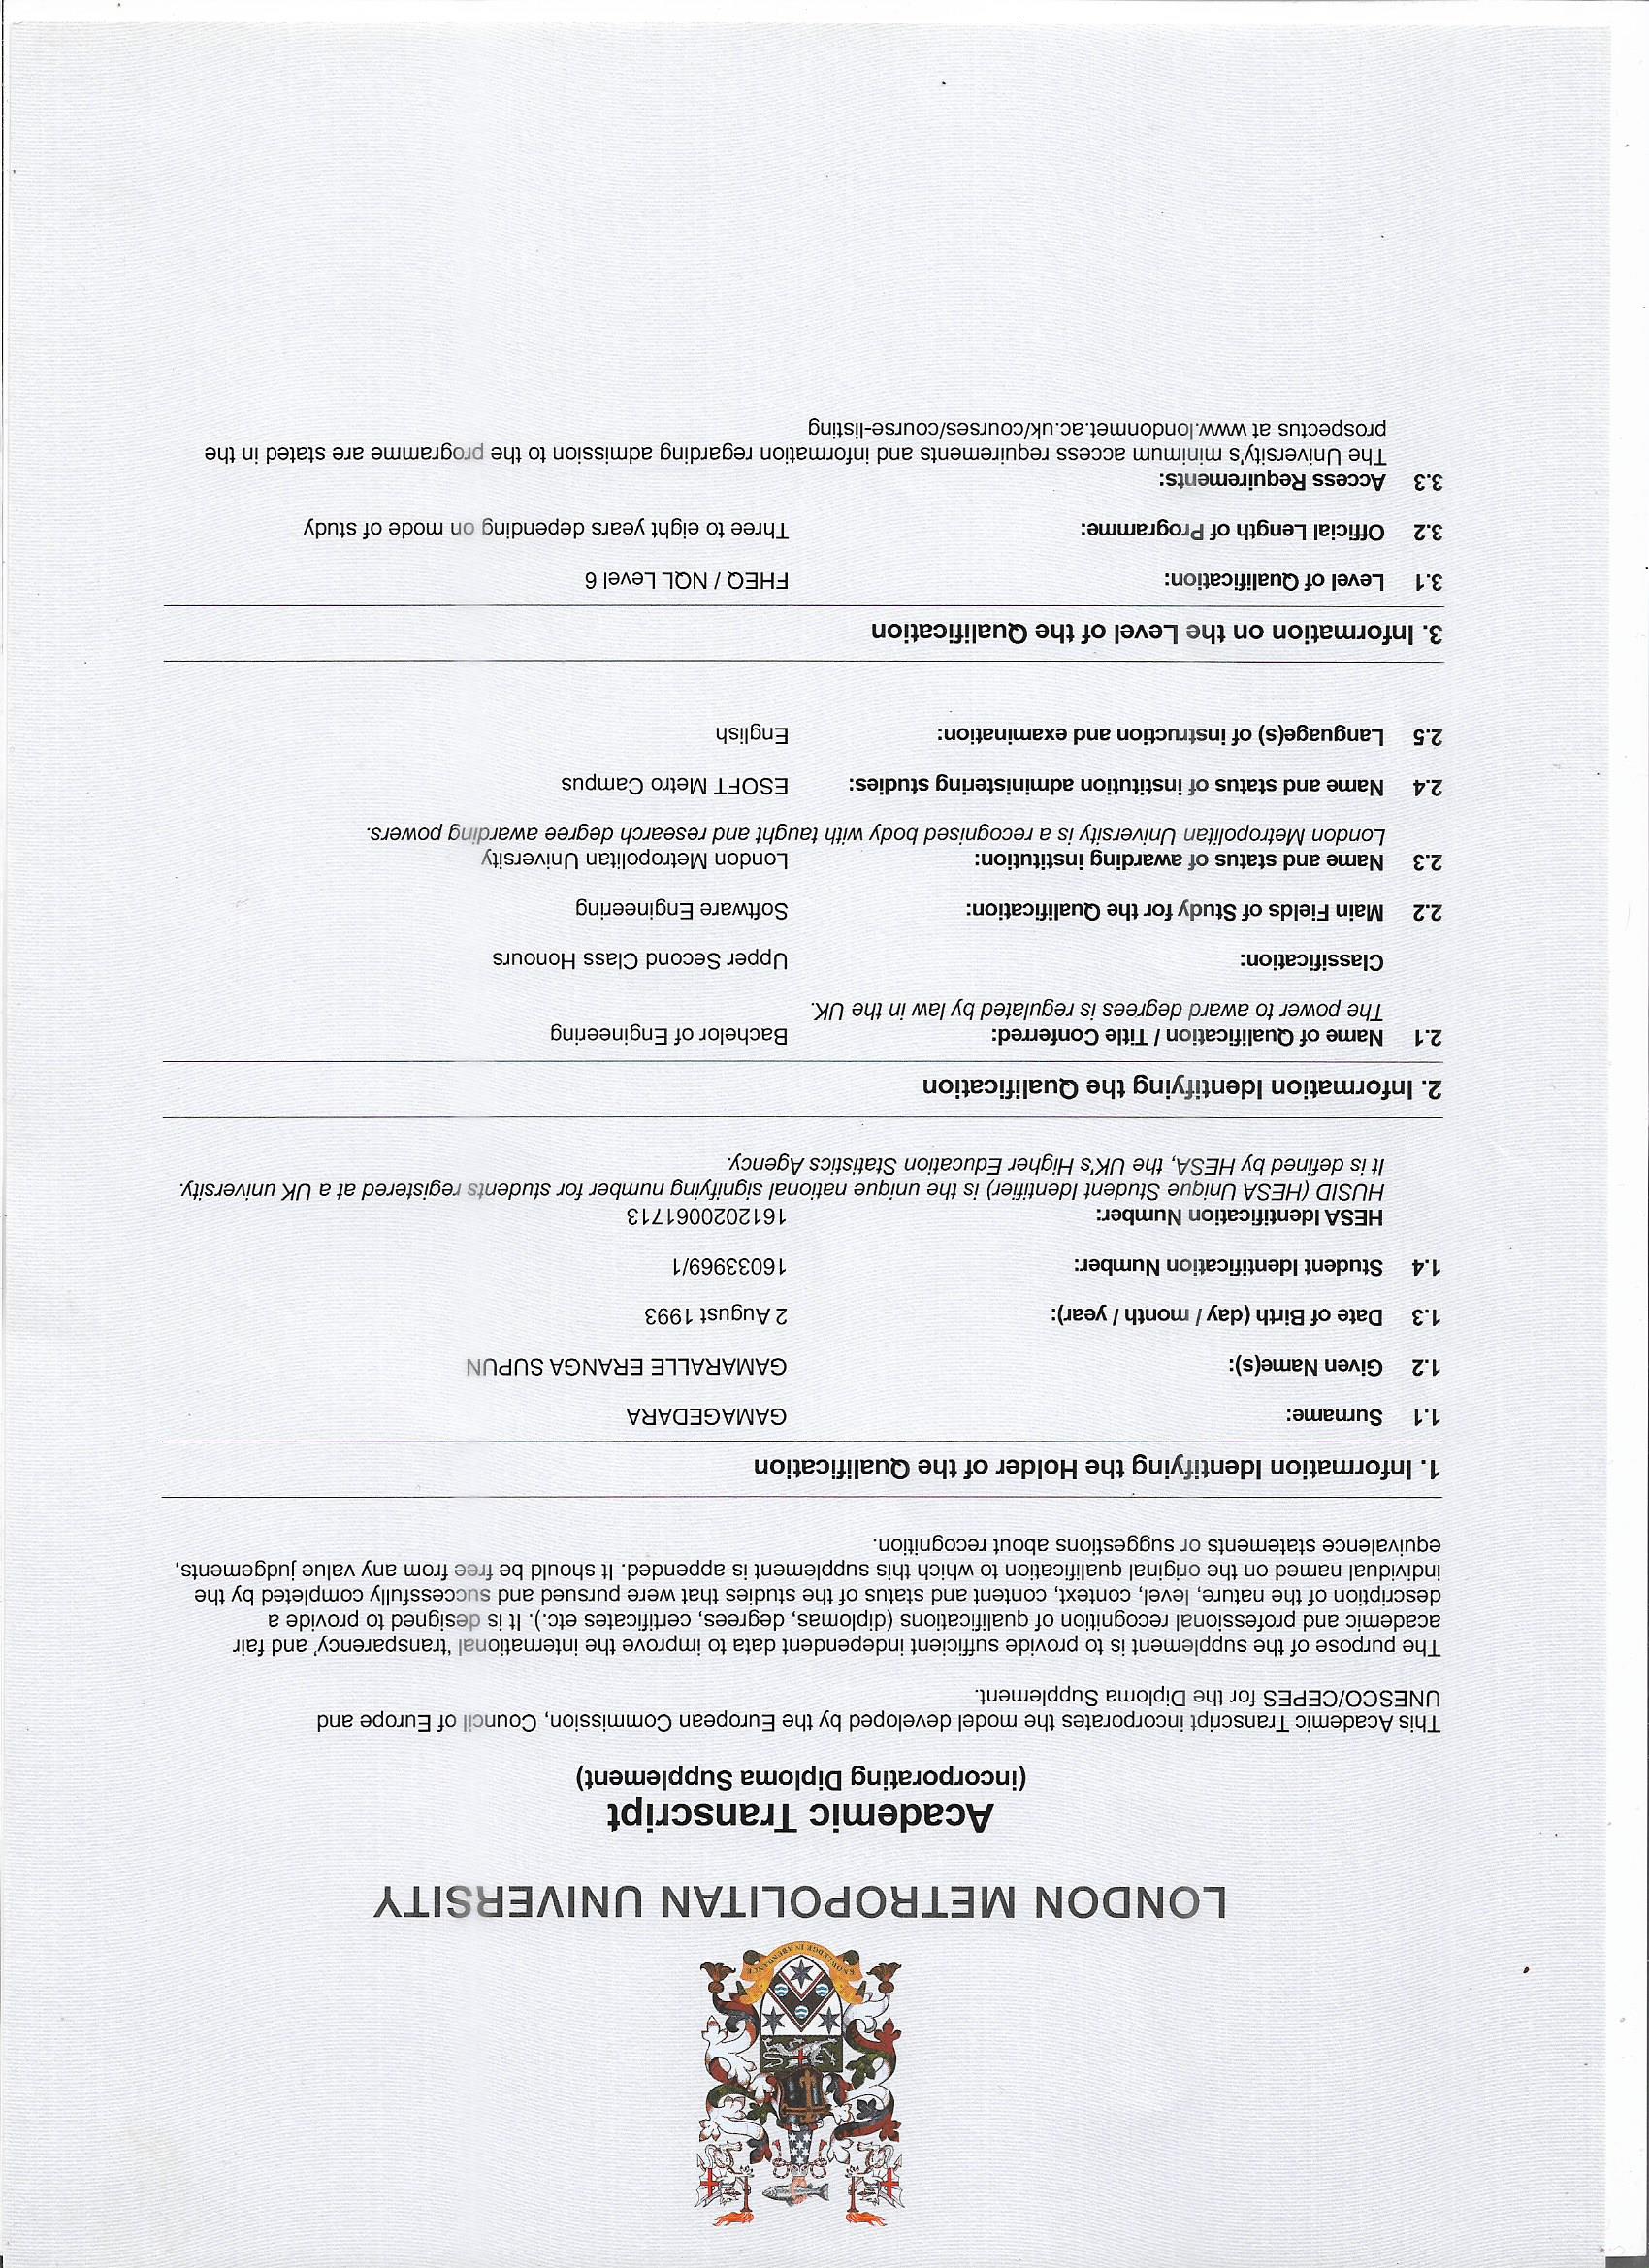 KNOWLEDGE IN ABUNDANCE
LONDON METROPOLITAN UNIVERSITY
Academic Transcript
(incorporating Diploma Supplement)
This Academic Transcript incorporates the model developed by the European Commission, Council of Europe and
UNESCO/CEPES for the Diploma Supplement.
The purpose of the supplement is to provide sufficient independent data to improve the international ‘transparency’ and fair
academic and professional recognition of qualifications (diplomas, degrees, certificates etc.). It is designed to provide a
description of the nature, level, context, content and status of the studies that were pursued and successfully completed by the
individual named on the original qualification to which this supplement is appended. It should be free from any value judgements,
equivalence statements or suggestions about recognition.
1. Information Identifying the Holder of the Qualification
1.1 Surname: GAMAGEDARA
1.2 Given Name(s): GAMARALLE ERANGA SUPUN
1.3 Date of Birth (day / month / year): 2 August 1993
1.4 Student Identification Number: 16033969/1
HESA Identification Number: 1612020061713
HUSID (HESA Unique Student Identifier) is the unique national signifying number for students registered at a UK university.
It is defined by HESA, the UK's Higher Education Statistics Agency.
2. Information Identifying the Qualification
2.1 Name of Qualification / Title Conferred: Bachelor of Engineering
The power to award degrees is regulated by law in the UK.
Classification: Upper Second Class Honours
2.2 Main Fields of Study for the Qualification: Software Engineering
2.3 Name and status of awarding institution: London Metropolitan University
London Metropolitan University is a recognised body with taught and research degree awarding powers.
2.4 Name and status of institution administering studies: ESOFT Metro Campus
2.5 Language(s) of instruction and examination: English
3. Information on the Level of the Qualification
3.1 Level of Qualification: FHEQ / NQL Level 6
3.2 Official Length of Programme: Three to eight years depending on mode of study
3.3 Access Requirements:
The University's minimum access requirements and information regarding admission to the programme are stated in the
prospectus at www.londonmet.ac.uk/courses/course-listing